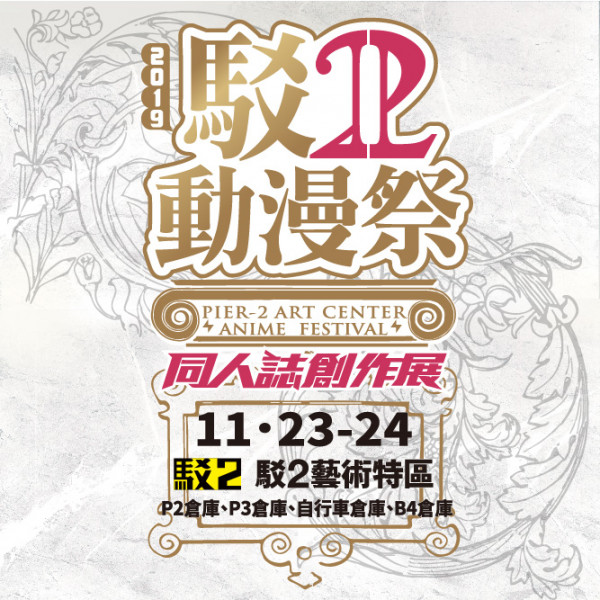 2019
駁2
動漫祭
PIER-2 ART CENTER
ANIME FESTIVAL
同人誌創作展
11·23-24
駁2 駁2藝術特區
P2倉庫、P3倉庫、自行車倉庫、B4倉庫